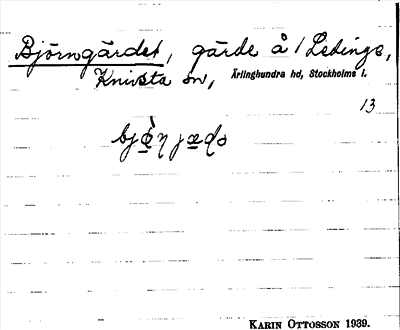 Björngärdet, gärde å 1 Ledinge,
Knivsta sn, Ärlinghundra hd, Stockholms l.
13
KARIN OTTOSSON 1939.